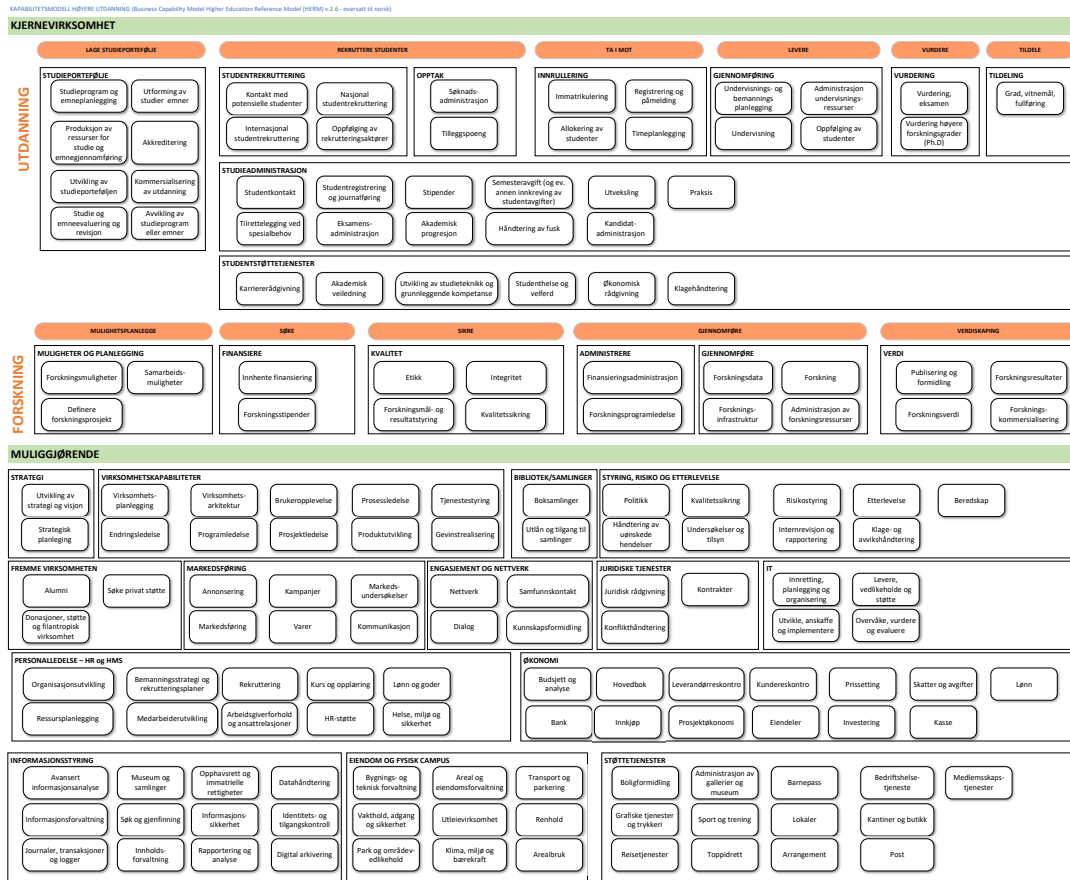 KAPABILITETSMODELL HØYERE UTDANNING (Business Capability Model Higher Education Reference Model (HERM) v.2.6 - oversatt til norsk)
KJERNEVIRKSOMHET
UTDANNING
LAGE STUDIEPORTEFØLJE
REKRUTTERE STUDENTER
TA I MOT
LEVERE
VURDERE
TILDELE
STUDIEPORTEFØLJE
Studieprogram og
emneplanlegging
Utforming av
studier emner
Produksjon av
ressurser for
studie og
emnegjennomføring
Akkreditering
Utvikling av
studieporteføljen
Kommersialisering
av utdanning
Studie og
emneevaluering og
revisjon
Avvikling av
studieprogram
eller emner
STUDENTREKRUTTERING
Kontakt med
potensielle studenter
Nasjonal
studentrekruttering
Internasjonal
studentrekruttering
Oppfølging av
rekrutteringsaktører
OPPTAK
Søknads-
administrasjon
Tilleggspoeng
INNRULLERING
Immatrikulering
Registrering og
påmelding
Allokering av
studenter
Timeplanlegging
GJENNOMFØRING
Undervisnings- og
bemannings
planlegging
Administrasjon
undervisnings-
ressurser
Undervisning
Oppfølging av
studenter
VURDERING
Vurdering,
eksamen
Vurdering høyere
forskningsgrader
(Ph.D)
TILDELING
Grad, vitnemål,
fullføring
STUDIEADMINISTRASJON
Studentkontakt
Studentregistrering
og journalføring
Stipender
Semesteravgift (og ev.
annen innkreving av
studentavgifter)
Utveksling
Praksis
Tilrettelegging ved
spesialbehov
Eksamens-
administrasjon
Akademisk
progresjon
Håndtering av fusk
Kandidat-
administrasjon
STUDENTSTØTTETJENESTER
Karriererådgivning
Akademisk
veiledning
Utvikling av studieteknikk og
grunnleggende kompetanse
Studenthelse og
velferd
Økonomisk
rådgivning
Klagehåndtering
FORSKNING
MULIGHETSPLANLEGGE
SØKE
SIKRE
GJENNOMFØRE
VERDISKAPING
MULIGHETER OG PLANLEGGING
Forskningsmuligheter
Samarbeids-
muligheter
Definere
forskningsprosjekt
FINANSIERE
Innhente finansiering
Forskningsstipender
KVALITET
Etikk
Integritet
Forskningsmål- og
resultatstyring
Kvalitetssikring
ADMINISTRERE
Finansieringsadministrasjon
Forskningsprogramledelse
GJENNOMFØRE
Forskningsdata
Forskning
Forsknings-
infrastruktur
Administrasjon av
forskningsressurser
VERDI
Publisering og
formidling
Forskningsresultater
Forskningsverdi
Forsknings-
kommersialisering
MULIGGJØRENDE
STRATEGI
Utvikling av
strategi og visjon
Strategisk
planleging
VIRKSOMHETSKAPABILITETER
Virksomhets-
planlegging
Virksomhets-
arkitektur
Brukeropplevelse
Prosessledelse
Tjenestestyring
Endringsledelse
Programledelse
Prosjektledelse
Produktutvikling
Gevinstrealisering
BIBLIOTEK/SAMLINGER
Boksamlinger
Utlån og tilgang til
samlinger
STYRING, RISIKO OG ETTERLEVELSE
Politikk
Kvalitetssikring
Risikostyring
Etterlevelse
Beredskap
Håndtering av
uønskede
hendelser
Undersøkelser og
tilsyn
Internrevisjon og
rapportering
Klage- og
avvikshåndtering
FREMME VIRKSOMHETEN
Alumni
Søke privat støtte
Donasjoner, støtte
og filantropisk
virksomhet
MARKEDSFØRING
Annonsering
Kampanjer
Markeds-
undersøkelser
Markedsføring
Varer
Kommunikasjon
ENGASJEMENT OG NETTVERK
Nettverk
Samfunnskontakt
Dialog
Kunnskapsformidling
JURIDISKE TJENESTER
Juridisk rådgivning
Kontrakter
Konflikthåndtering
IT
Innretting,
planlegging og
organisering
Levere,
vedlikeholde og
støtte
Utvikle, anskaffe
og implementere
Overvåke, vurdere
og evaluere
PERSONALLEDELSE – HR og HMS
Organisasjonsutvikling
Bemanningsstrategi og
rekrutteringsplaner
Rekruttering
Kurs og opplæring
Lønn og goder
Ressursplanlegging
Medarbeiderutvikling
Arbeidsgiverforhold
og ansattrelasjoner
HR-støtte
Helse, miljø og
sikkerhet
ØKONOMI
Budsjett og
analyse
Hovedbok
Leverandørreskontro
Kundereskontro
Prissetting
Skatter og avgifter
Lønn
Bank
Innkjøp
Prosjektøkonomi
Eiendeler
Investering
Kasse
INFORMASJONSSTYRING
Avansert
informasjonsanalyse
Museum og
samlinger
Opphavsrett og
immatrielle
rettigheter
Datahåndtering
Informasjonsforvaltning
Søk og gjenfinning
Informasjons-
sikkerhet
Identitets- og
tilgangskontroll
Journaler, transaksjoner
og logger
Innholds-
forvaltning
Rapportering og
analyse
Digital arkivering
EIENDOM OG FYSISK CAMPUS
Bygnings- og
teknisk forvaltning
Areal og
eiendomsforvaltning
Transport og
parkering
Vakthold, adgang
og sikkerhet
Utleievirksomhet
Renhold
Park og områdev-
edlikehold
Klima, miljø og
bærekraft
Arealbruk
STØTTETJENESTER
Boligformidling
Administrasjon av
gallerier og
museum
Barnepass
Bedriftshelse-
tjeneste
Medlemsskaps-
tjenester
Grafiske tjenester
og trykkeri
Sport og trening
Lokaler
Kantiner og butikk
Reisetjenester
Toppidrett
Arrangement
Post